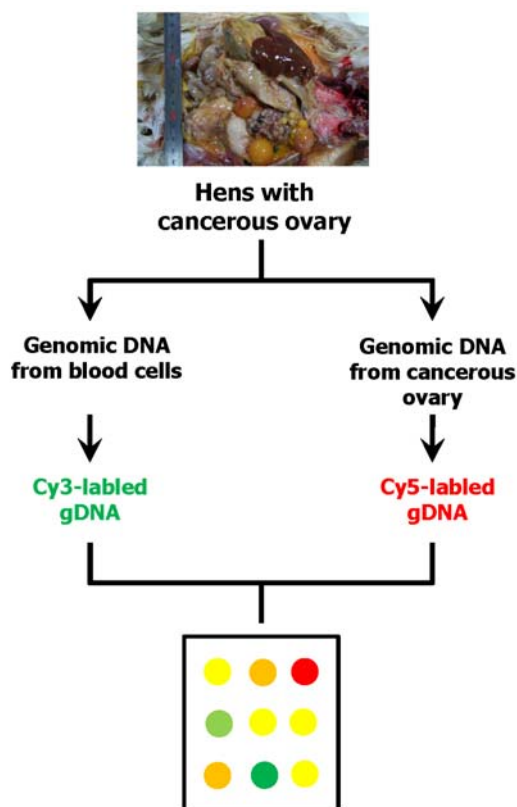 Hens with
cancerous ovary
Genomic DNA
from blood cells
Genomic DNA
from cancerous
ovary
Cy3-labled
gDNA
Cy5-labled
gDNA